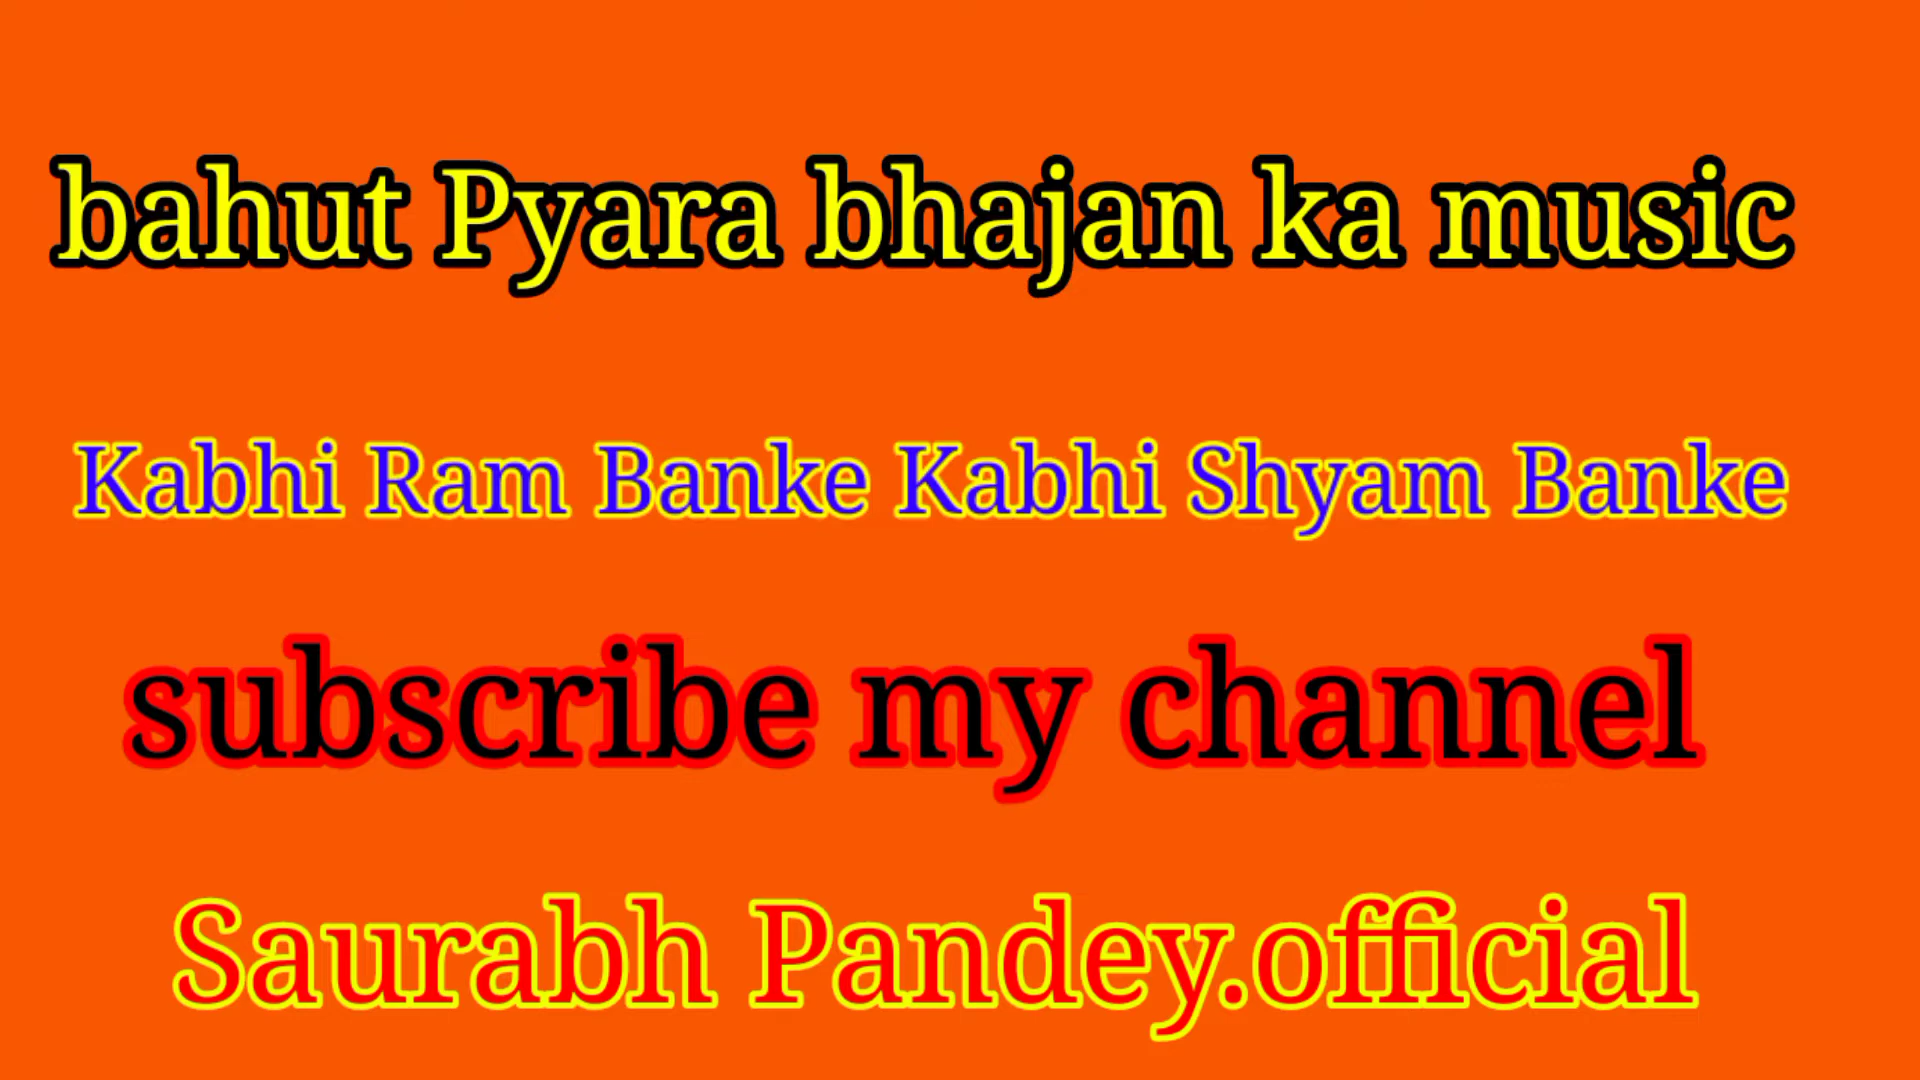 bahut Pyara bhajan ka music
Kabhi Ram Banke Kabhi Shyam Banke
subscribe my channel
Saurabh Pandey.official